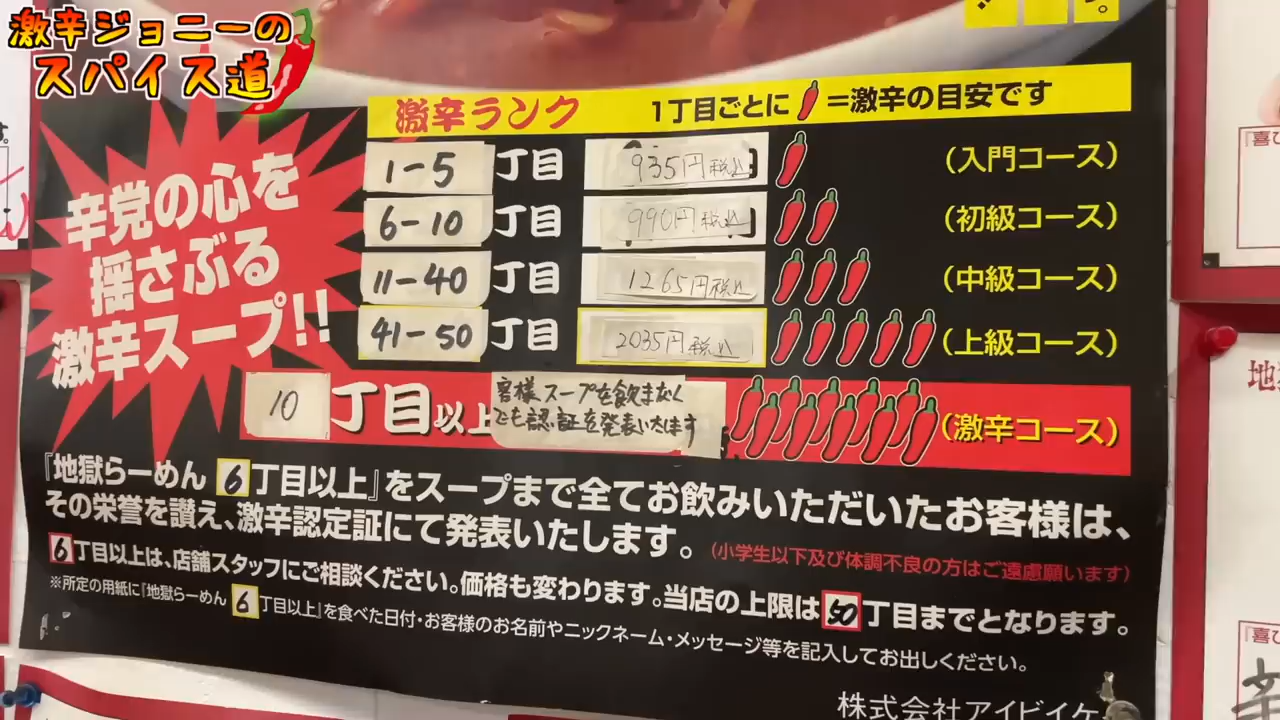 激辛ジョニーの
スパイス道
激辛ランク 1丁目ごとに =激辛の目安です
辛党の心を
揺さぶる
激辛スープ!!
1-5 丁目 935円税込 (入門コース)
6-10 丁目 990円税込 (初級コース)
11-40 丁目 1265円税込 (中級コース)
41-50 丁目 2035円税込 (上級コース)
10 丁目以上 (激辛コース)
客様、スープを飲まなく
ても認証を発表いたします
『地獄らーめん 6 丁目以上』をスープまで全てお飲みいただいたお客様は、
その栄誉を讃え、激辛認定証にて発表いたします。(小学生以下及び体調不良の方はご遠慮願います)
6 丁目以上は、店舗スタッフにご相談ください。価格も変わります。当店の上限は 50 丁目までとなります。
※所定の用紙に『地獄らーめん 6 丁目以上』を食べた日付・お客様のお名前やニックネーム・メッセージ等を記入してお出しください。
株式会社アイビイケ
『喜び
地
『喜び
辛